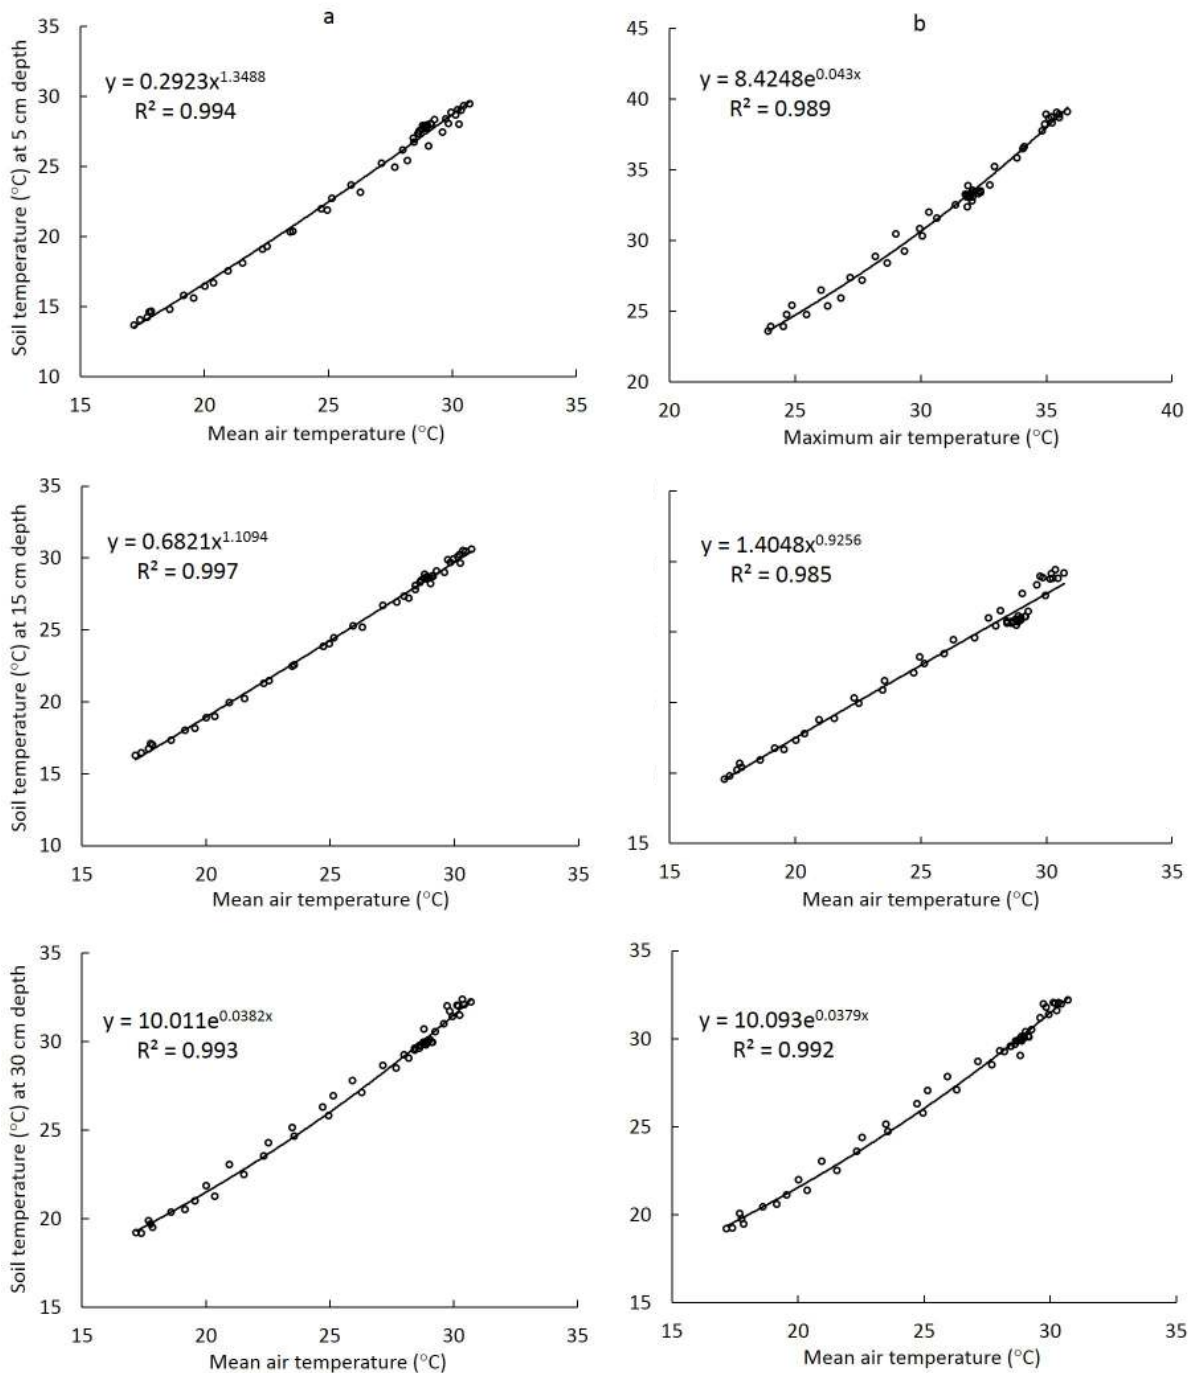 a
b
Soil temperature (°C) at 5 cm depth
35
30
25
20
15
10
y = 0.2923x^1.3488
R² = 0.994
15 20 25 30 35
Mean air temperature (°C)
45
40
35
30
25
20
y = 8.4248e^0.043x
R² = 0.989
20 25 30 35 40
Maximum air temperature (°C)
Soil temperature (°C) at 15 cm depth
35
30
25
20
15
10
y = 0.6821x^1.1094
R² = 0.997
15 20 25 30 35
Mean air temperature (°C)
y = 1.4048x^0.9256
R² = 0.985
15
15 20 25 30 35
Mean air temperature (°C)
Soil temperature (°C) at 30 cm depth
35
30
25
20
15
y = 10.011e^0.0382x
R² = 0.993
15 20 25 30 35
Mean air temperature (°C)
35
30
25
20
15
y = 10.093e^0.0379x
R² = 0.992
15 20 25 30 35
Mean air temperature (°C)